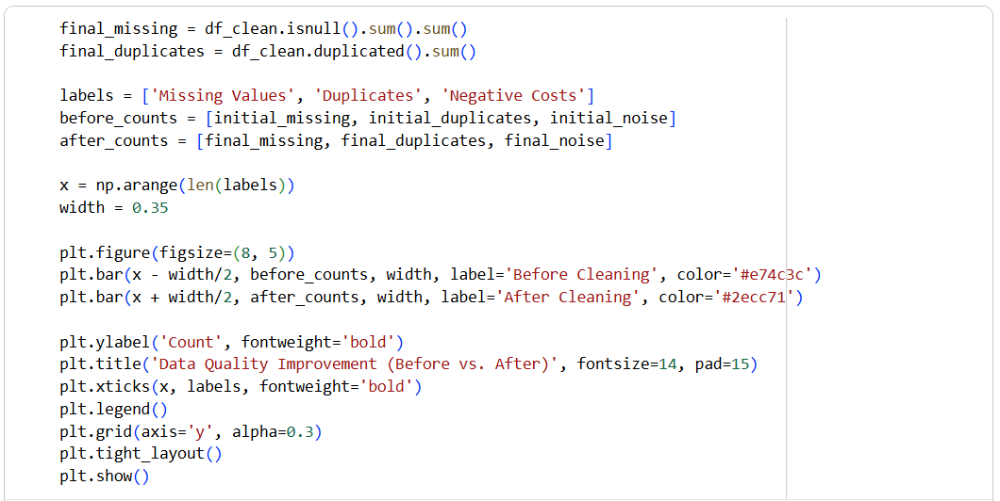 final_missing = df_clean.isnull().sum().sum()
final_duplicates = df_clean.duplicated().sum()
labels = ['Missing Values', 'Duplicates', 'Negative Costs']
before_counts = [initial_missing, initial_duplicates, initial_noise]
after_counts = [final_missing, final_duplicates, final_noise]
x = np.arange(len(labels))
width = 0.35
plt.figure(figsize=(8, 5))
plt.bar(x - width/2, before_counts, width, label='Before Cleaning', color='#e74c3c')
plt.bar(x + width/2, after_counts, width, label='After Cleaning', color='#2ecc71')
plt.ylabel('Count', fontweight='bold')
plt.title('Data Quality Improvement (Before vs. After)', fontsize=14, pad=15)
plt.xticks(x, labels, fontweight='bold')
plt.legend()
plt.grid(axis='y', alpha=0.3)
plt.tight_layout()
plt.show()